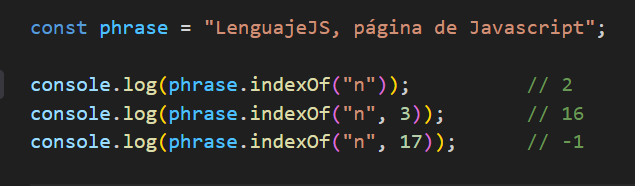 const phrase = "LenguajeJS, página de Javascript";
console.log(phrase.indexOf("n")); // 2
console.log(phrase.indexOf("n", 3)); // 16
console.log(phrase.indexOf("n", 17)); // -1